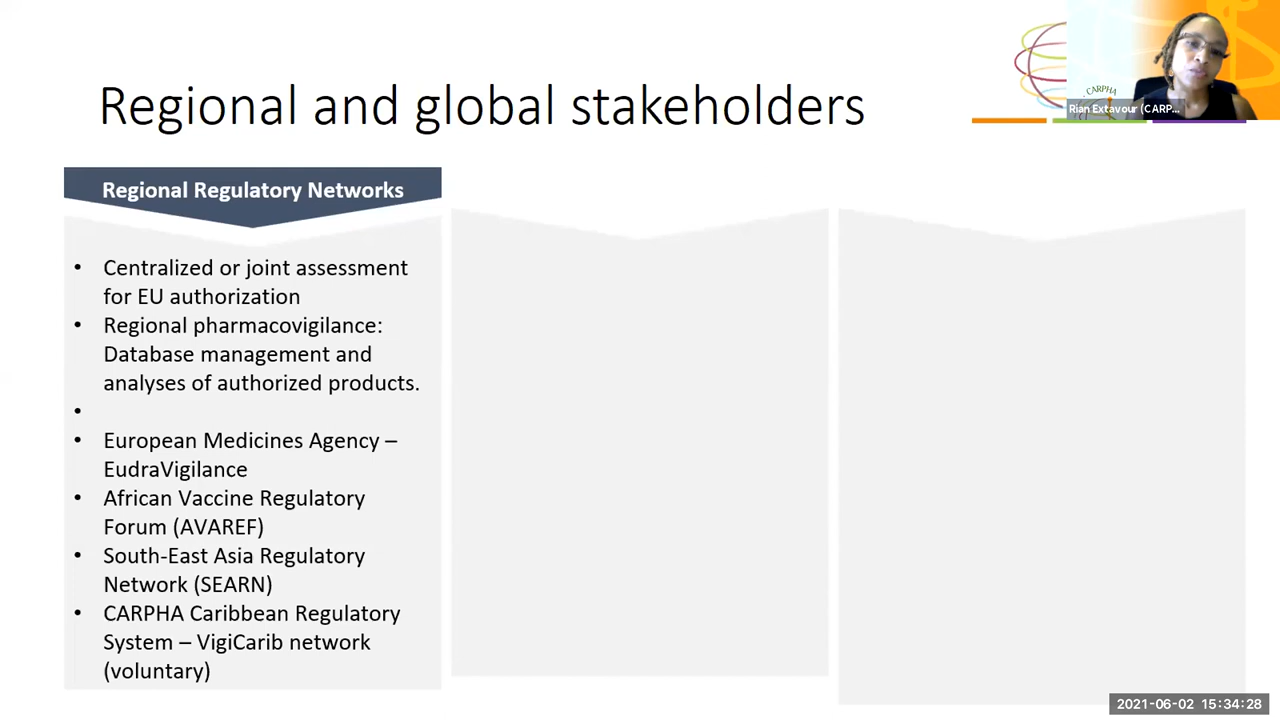 Regional and global stakeholders
CARPHA
Rian Extavour (CARP...
Regional Regulatory Networks
• Centralized or joint assessment
for EU authorization
• Regional pharmacovigilance:
Database management and
analyses of authorized products.
•
• European Medicines Agency –
EudraVigilance
• African Vaccine Regulatory
Forum (AVAREF)
• South-East Asia Regulatory
Network (SEARN)
• CARPHA Caribbean Regulatory
System – VigiCarib network
(voluntary)
2021-06-02 15:34:28